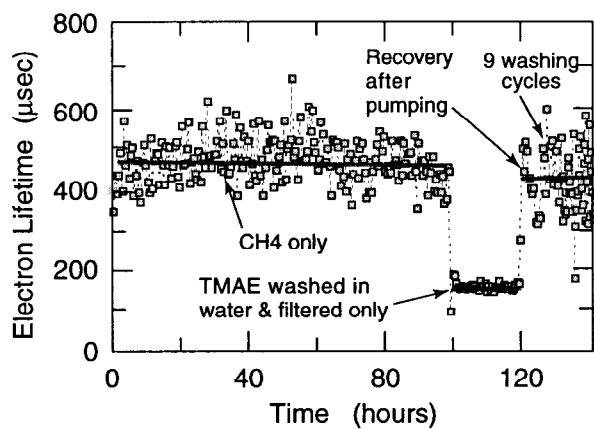 800
600
400
200
0
Electron Lifetime (μsec)
Recovery
after
pumping
9 washing
cycles
CH4 only
TMAE washed in
water & filtered only
0
40
80
120
Time (hours)